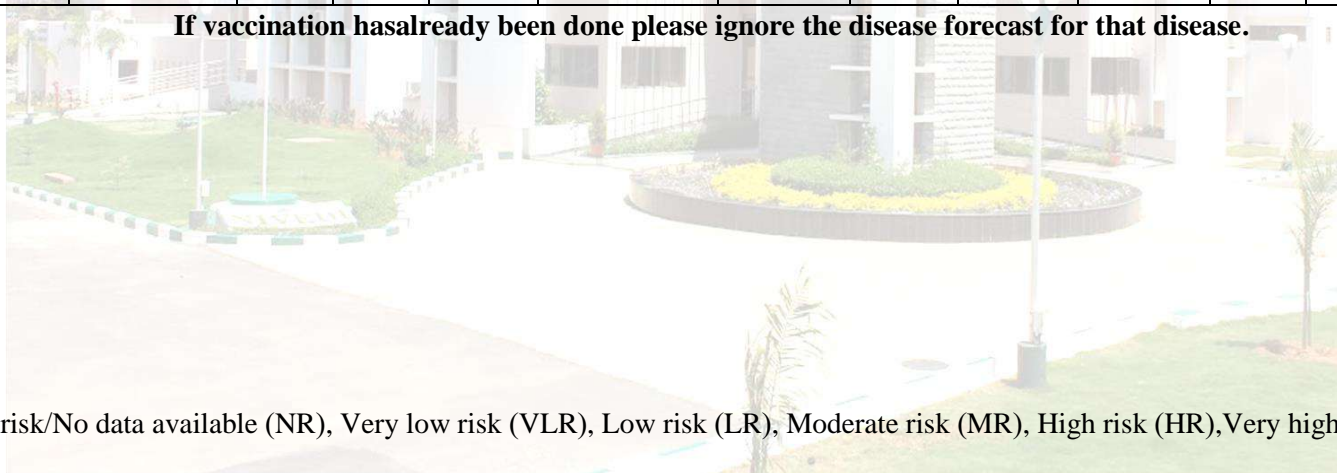 If vaccination hasalready been done please ignore the disease forecast for that disease.
risk/No data available (NR), Very low risk (VLR), Low risk (LR), Moderate risk (MR), High risk (HR),Very high